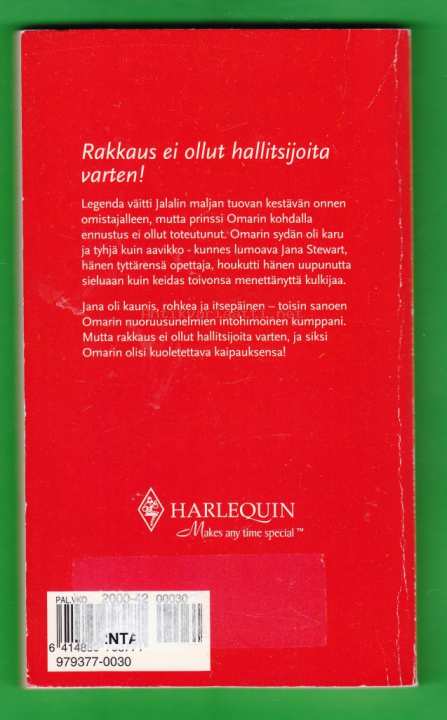 Rakkaus ei ollut hallitsijoita
varten!
Legenda väitti Jalalin maljan tuovan kestävän onnen
omistajalleen, mutta prinssi Omarin kohdalla
ennustus ei ollut toteutunut. Omarin sydän oli karu
ja tyhjä kuin aavikko - kunnes lumoava Jana Stewart,
hänen tyttärensä opettaja, houkutti hänen uupunutta
sieluaan kuin keidas toivonsa menettänyttä kulkijaa.
Jana oli kaunis, rohkea ja itsepäinen – toisin sanoen
Omarin nuoruusunelmien intohimoinen kumppani.
Mutta rakkaus ei ollut hallitsijoita varten, ja siksi
Omarin olisi kuoletettava kaipauksensa!
HARLEQUIN
Makes any time special™
PAL.VKO 2000-42 00030
979377-0030